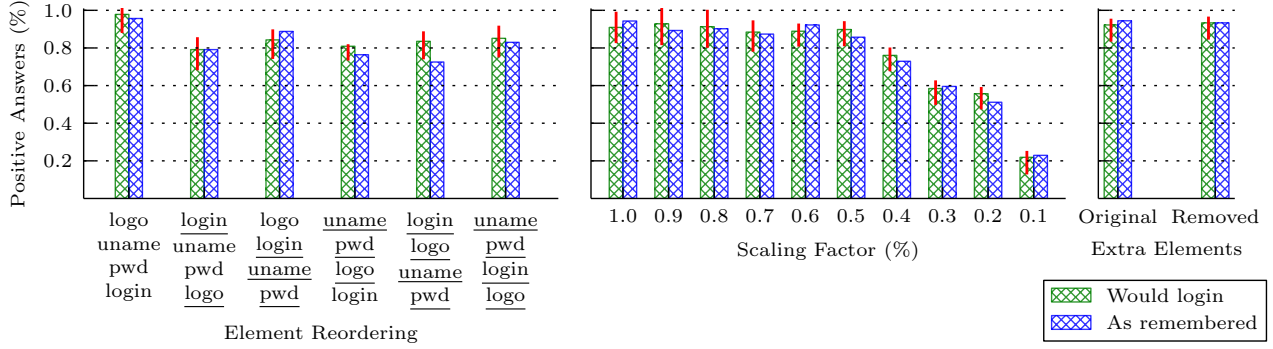 Positive Answers (%)
1.0
0.8
0.6
0.4
0.2
logo
uname
pwd
login
login
uname
pwd
logo
logo
login
uname
pwd
uname
pwd
logo
login
login
logo
uname
pwd
uname
pwd
login
logo
Element Reordering
1.0 0.9 0.8 0.7 0.6 0.5 0.4 0.3 0.2 0.1
Scaling Factor (%)
Original Removed
Extra Elements
Would login
As remembered